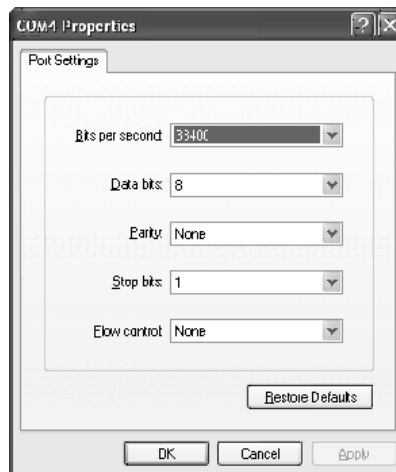 COM4 Properties
Port Settings
Bits per second: 38400
Data bits: 8
Parity: None
Stop bits: 1
Flow control: None
Restore Defaults
OK Cancel Apply